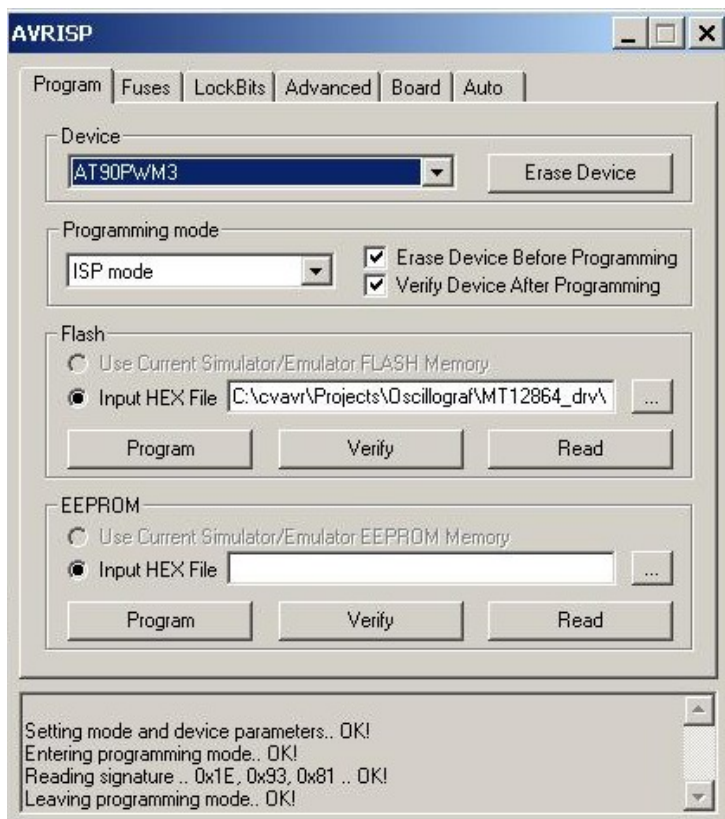 AVRISP
Program Fuses LockBits Advanced Board Auto
Device
AT90PWM3
Erase Device
Programming mode
ISP mode
Erase Device Before Programming
Verify Device After Programming
Flash
Use Current Simulator/Emulator FLASH Memory
Input HEX File C:\cvavr\Projects\Oscillograf\MT12864_drv\ ...
Program Verify Read
EEPROM
Use Current Simulator/Emulator EEPROM Memory
Input HEX File ...
Program Verify Read
Setting mode and device parameters.. OK!
Entering programming mode.. OK!
Reading signature .. 0x1E, 0x93, 0x81 .. OK!
Leaving programming mode.. OK!